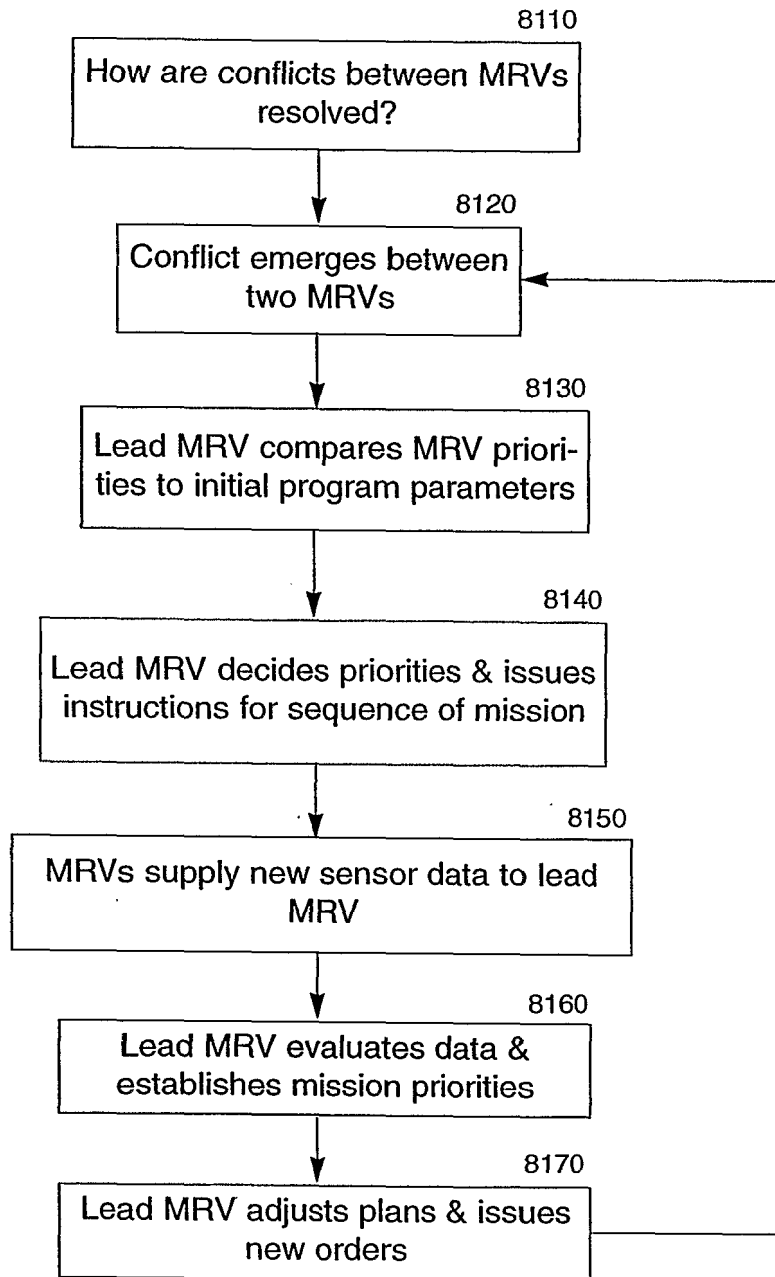 8110
How are conflicts between MRVs
resolved?
8120
Conflict emerges between
two MRVs
8130
Lead MRV compares MRV priori-
ties to initial program parameters
8140
Lead MRV decides priorities & issues
instructions for sequence of mission
8150
MRVs supply new sensor data to lead
MRV
8160
Lead MRV evaluates data &
establishes mission priorities
8170
Lead MRV adjusts plans & issues
new orders